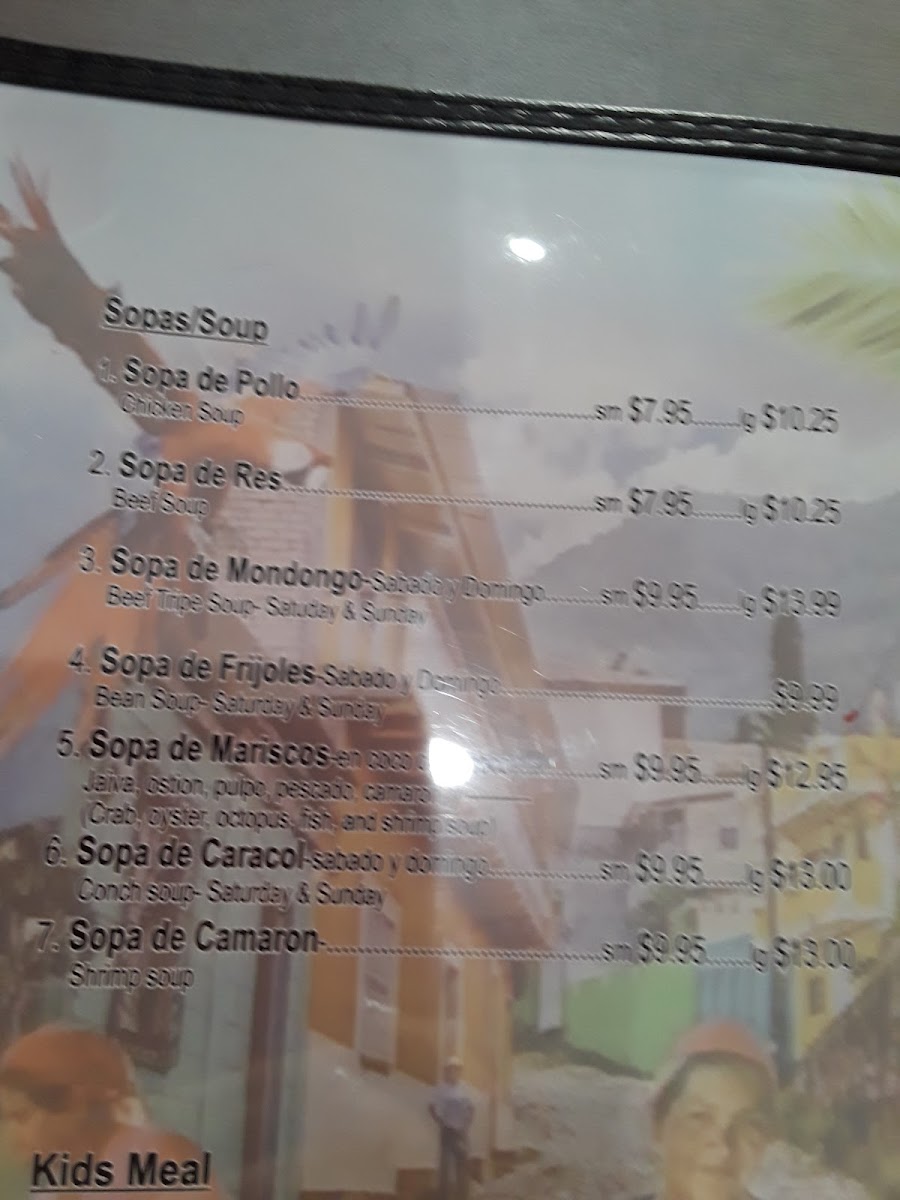 Sopas/Soup
1. Sopa de Pollo..........sm $7.95.......lg $10.25
Chicken Soup
2. Sopa de Res..........sm $7.95.......lg $10.25
Beef Soup
3. Sopa de Mondongo-Sabado y Domingo..........sm $9.95.......lg $13.99
Beef Tripe Soup- Satuday & Sunday
4. Sopa de Frijoles-Sabado y Domingo..........$9.99
Bean Soup- Saturday & Sunday
5. Sopa de Mariscos-en coco..........sm $9.95.......lg $12.95
Jaiva, ostion, pulpo, pescado,
(Crab, oyster, octopus, fish, and shrimp soup)
6. Sopa de Caracol-sabado y domingo..........sm $9.95.......lg $13.00
Conch soup- Saturday & Sunday
7. Sopa de Camaron-..........sm $9.95.......lg $13.00
Shrimp soup
Kids Meal